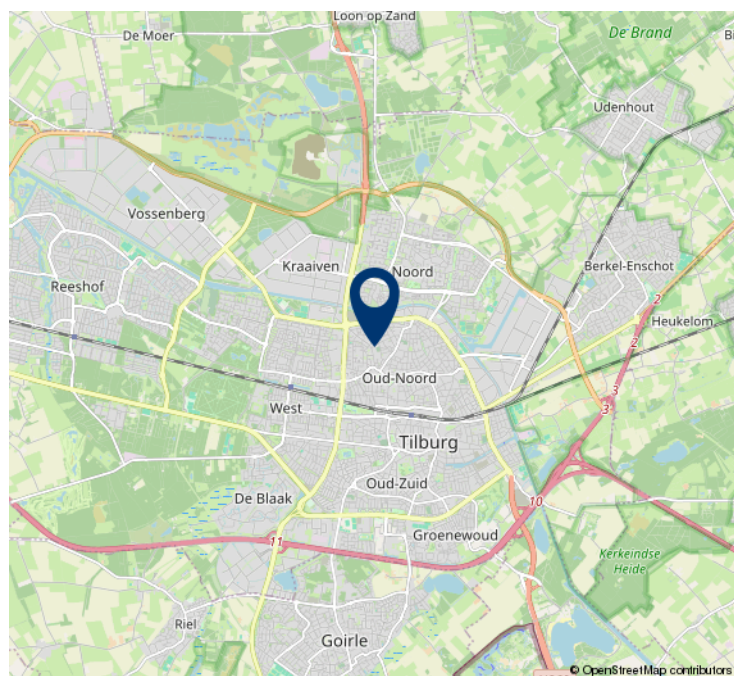 Loon op Zand
De Moer
De Brand
Bi
Udenhout
Vossenberg
Kraaiven
Noord
Berkel-Enschot
Reeshof
2
Heukelom
2
Oud-Noord
3
West
3
Tilburg
Oud-Zuid
De Blaak
10
Groenewoud
11
Kerkeindse
Heide
Riel
Goirle
© OpenStreetMap contributors